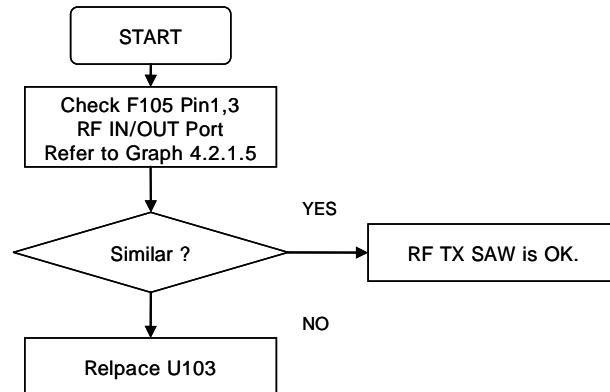 START
Check F105 Pin1,3
RF IN/OUT Port
Refer to Graph 4.2.1.5
YES
Similar ?
RF TX SAW is OK.
NO
Relpace U103